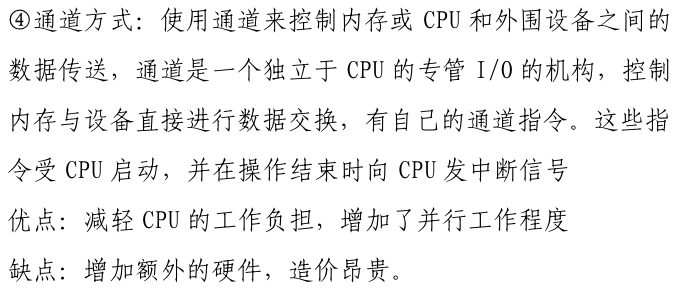 ④通道方式：使用通道来控制内存或 CPU 和外围设备之间的
数据传送，通道是一个独立于 CPU 的专管 I/O 的机构，控制
内存与设备直接进行数据交换，有自己的通道指令。这些指
令受 CPU 启动，并在操作结束时向 CPU 发中断信号
优点：减轻 CPU 的工作负担，增加了并行工作程度
缺点：增加额外的硬件，造价昂贵。